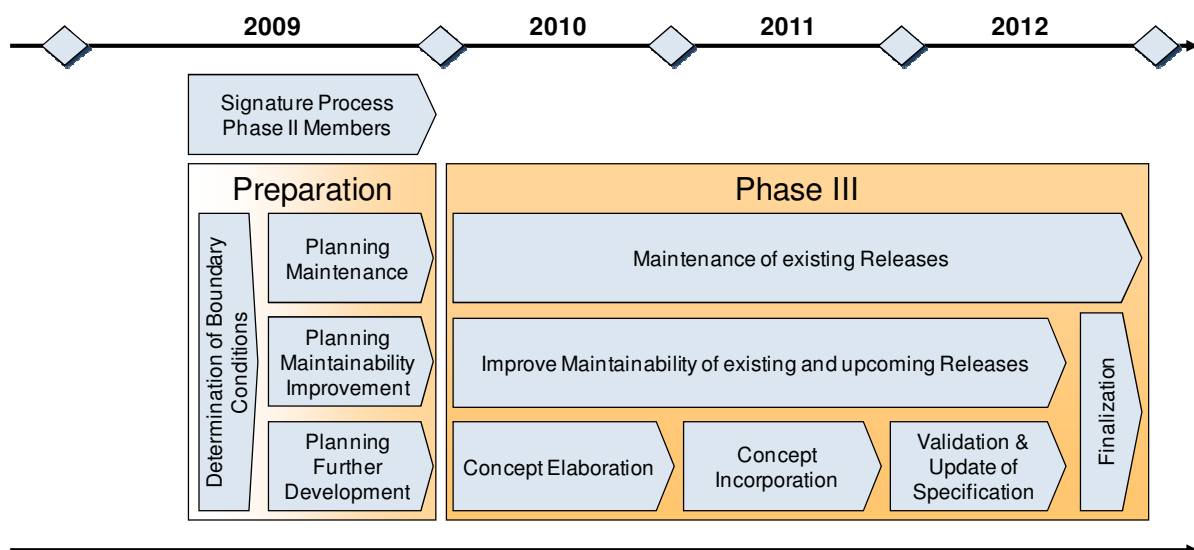 2009 2010 2011 2012
Signature Process
Phase II Members
Preparation
Determination of Boundary
Conditions
Planning
Maintenance
Planning
Maintainability
Improvement
Planning
Further
Development
Phase III
Maintenance of existing Releases
Improve Maintainability of existing and upcoming Releases
Concept Elaboration
Concept
Incorporation
Validation &
Update of
Specification
Finalization